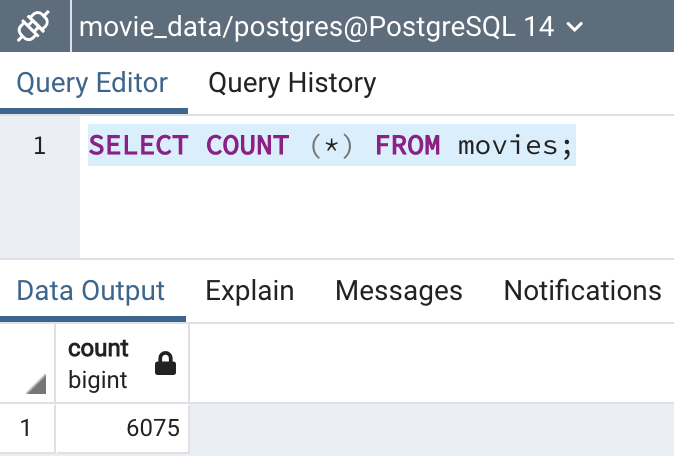 movie_data/postgres@PostgreSQL 14
Query Editor Query History
1 SELECT COUNT (*) FROM movies;
Data Output Explain Messages Notifications
count
bigint
1 6075